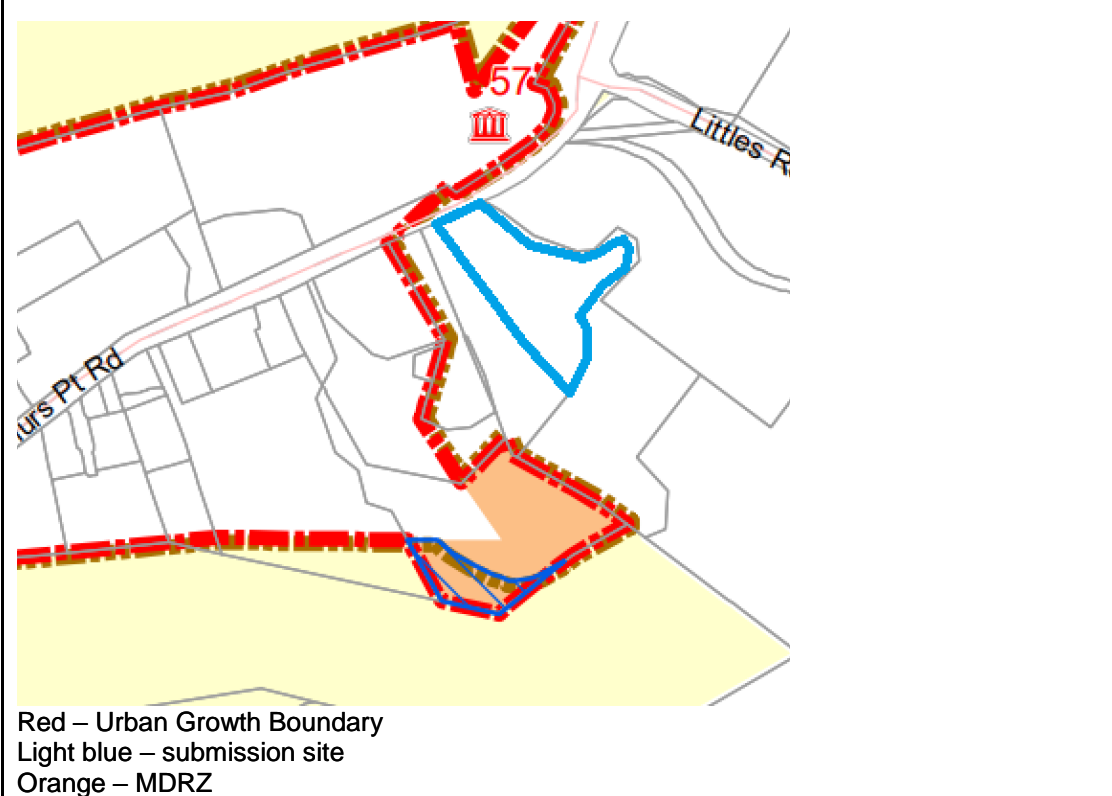 57
Littles R
urs Pt Rd
Red – Urban Growth Boundary
Light blue – submission site
Orange – MDRZ